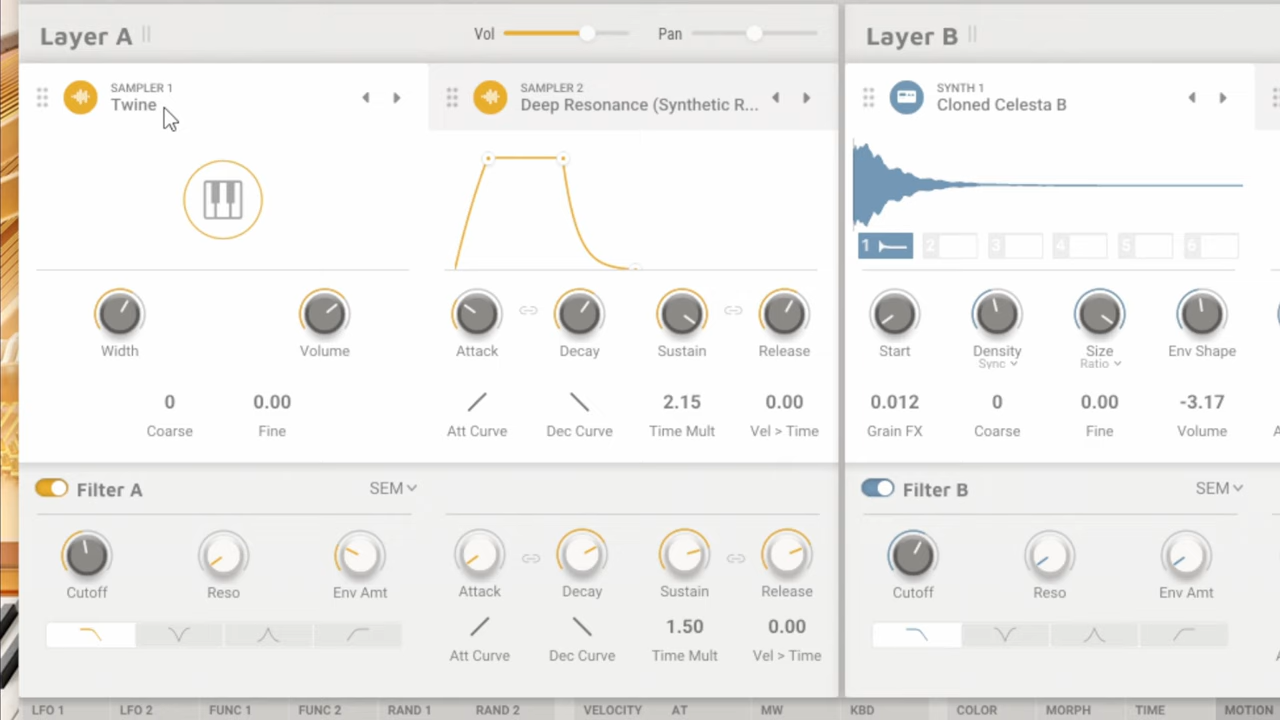 Layer A
Vol
Pan
Layer B
SAMPLER 1
Twine
SAMPLER 2
Deep Resonance (Synthetic R...
SYNTH 1
Cloned Celesta B
1 2 3 4 5 6
Width Volume
Attack Decay Sustain Release
Start Density Size Env Shape
Sync Ratio
0 0.00
Coarse Fine
2.15 0.00
Att Curve Dec Curve Time Mult Vel > Time
0.012 0 0.00 -3.17
Grain FX Coarse Fine Volume
Filter A SEM
Cutoff Reso Env Amt
Attack Decay Sustain Release
1.50 0.00
Att Curve Dec Curve Time Mult Vel > Time
Filter B SEM
Cutoff Reso Env Amt
LFO 1 LFO 2 FUNC 1 FUNC 2 RAND 1 RAND 2 VELOCITY AT MW KBD COLOR MORPH TIME MOTION